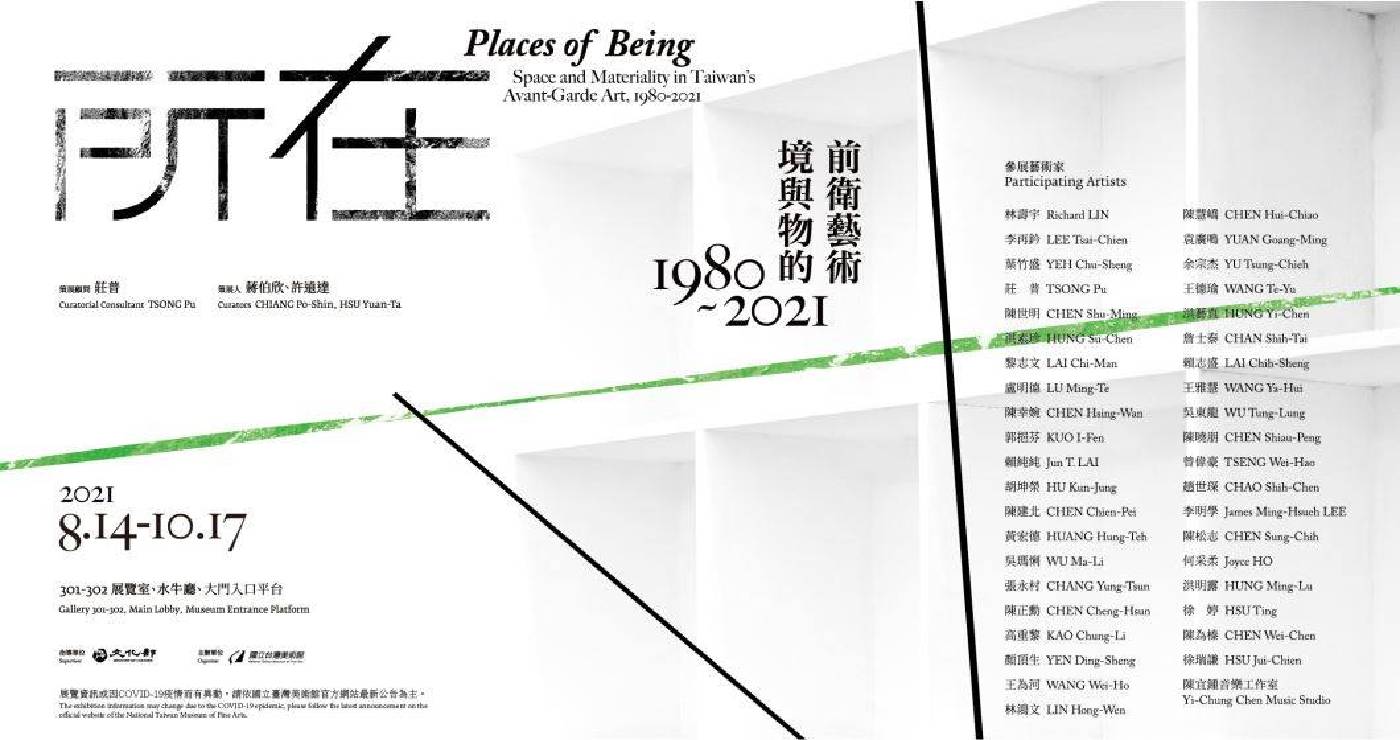 所在
Places of Being
Space and Materiality in Taiwan's
Avant-Garde Art, 1980-2021
前衛藝術
境與物的
1980
~2021
策展顧問 莊普
Curatorial Consultant TSONG Pu
策展人 蔣伯欣、許遠達
Curators CHIANG Po-Shin, HSU Yuan-Ta
2021
8.14-10.17
301-302 展覽室、水牛廳、大門入口平台
Gallery 301-302, Main Lobby, Museum Entrance Platform
指導單位
Supervisor
文化部
MINISTRY OF CULTURE
主辦單位
Organizer
國立台灣美術館
展覽資訊或因COVID-19疫情而有異動，請依國立臺灣美術館官方網站最新公告為主。
The exhibition information may change due to the COVID-19 epidemic, please follow the latest announcement on the
official website of the National Taiwan Museum of Fine Arts.
參展藝術家
Participating Artists
林壽宇 Richard LIN
李再鈐 LEE Tsai-Chien
葉竹盛 YEH Chu-Sheng
莊 普 TSONG Pu
陳世明 CHEN Shu-Ming
洪素珍 HUNG Su-Chen
黎志文 LAI Chi-Man
盧明德 LU Ming-Te
陳幸婉 CHEN Hsing-Wan
郭挹芬 KUO I-Fen
賴純純 Jun T. LAI
胡坤榮 HU Kun-Jung
陳建北 CHEN Chien-Pei
黃宏德 HUANG Hung-Teh
吳瑪悧 WU Ma-Li
張永村 CHANG Yung-Tsun
陳正勳 CHEN Cheng-Hsun
高重黎 KAO Chung-Li
顏頂生 YEN Ding-Sheng
王為河 WANG Wei-Ho
林鴻文 LIN Hong-Wen
陳慧嶠 CHEN Hui-Chiao
袁廣鳴 YUAN Goang-Ming
余宗杰 YU Tsung-Chieh
王德瑜 WANG Te-Yu
洪藝真 HUNG Yi-Chen
詹士泰 CHAN Shih-Tai
賴志盛 LAI Chih-Sheng
王雅慧 WANG Ya-Hui
吳東龍 WU Tung-Lung
陳曉朋 CHEN Shiau-Peng
曾偉豪 TSENG Wei-Hao
趙世琛 CHAO Shih-Chen
李明學 James Ming-Hsueh LEE
陳松志 CHEN Sung-Chih
何采柔 Joyce HO
洪明露 HUNG Ming-Lu
徐 婷 HSU Ting
陳為榛 CHEN Wei-Chen
徐瑞謙 HSU Jui-Chien
陳宜鍾音樂工作室
Yi-Chung Chen Music Studio